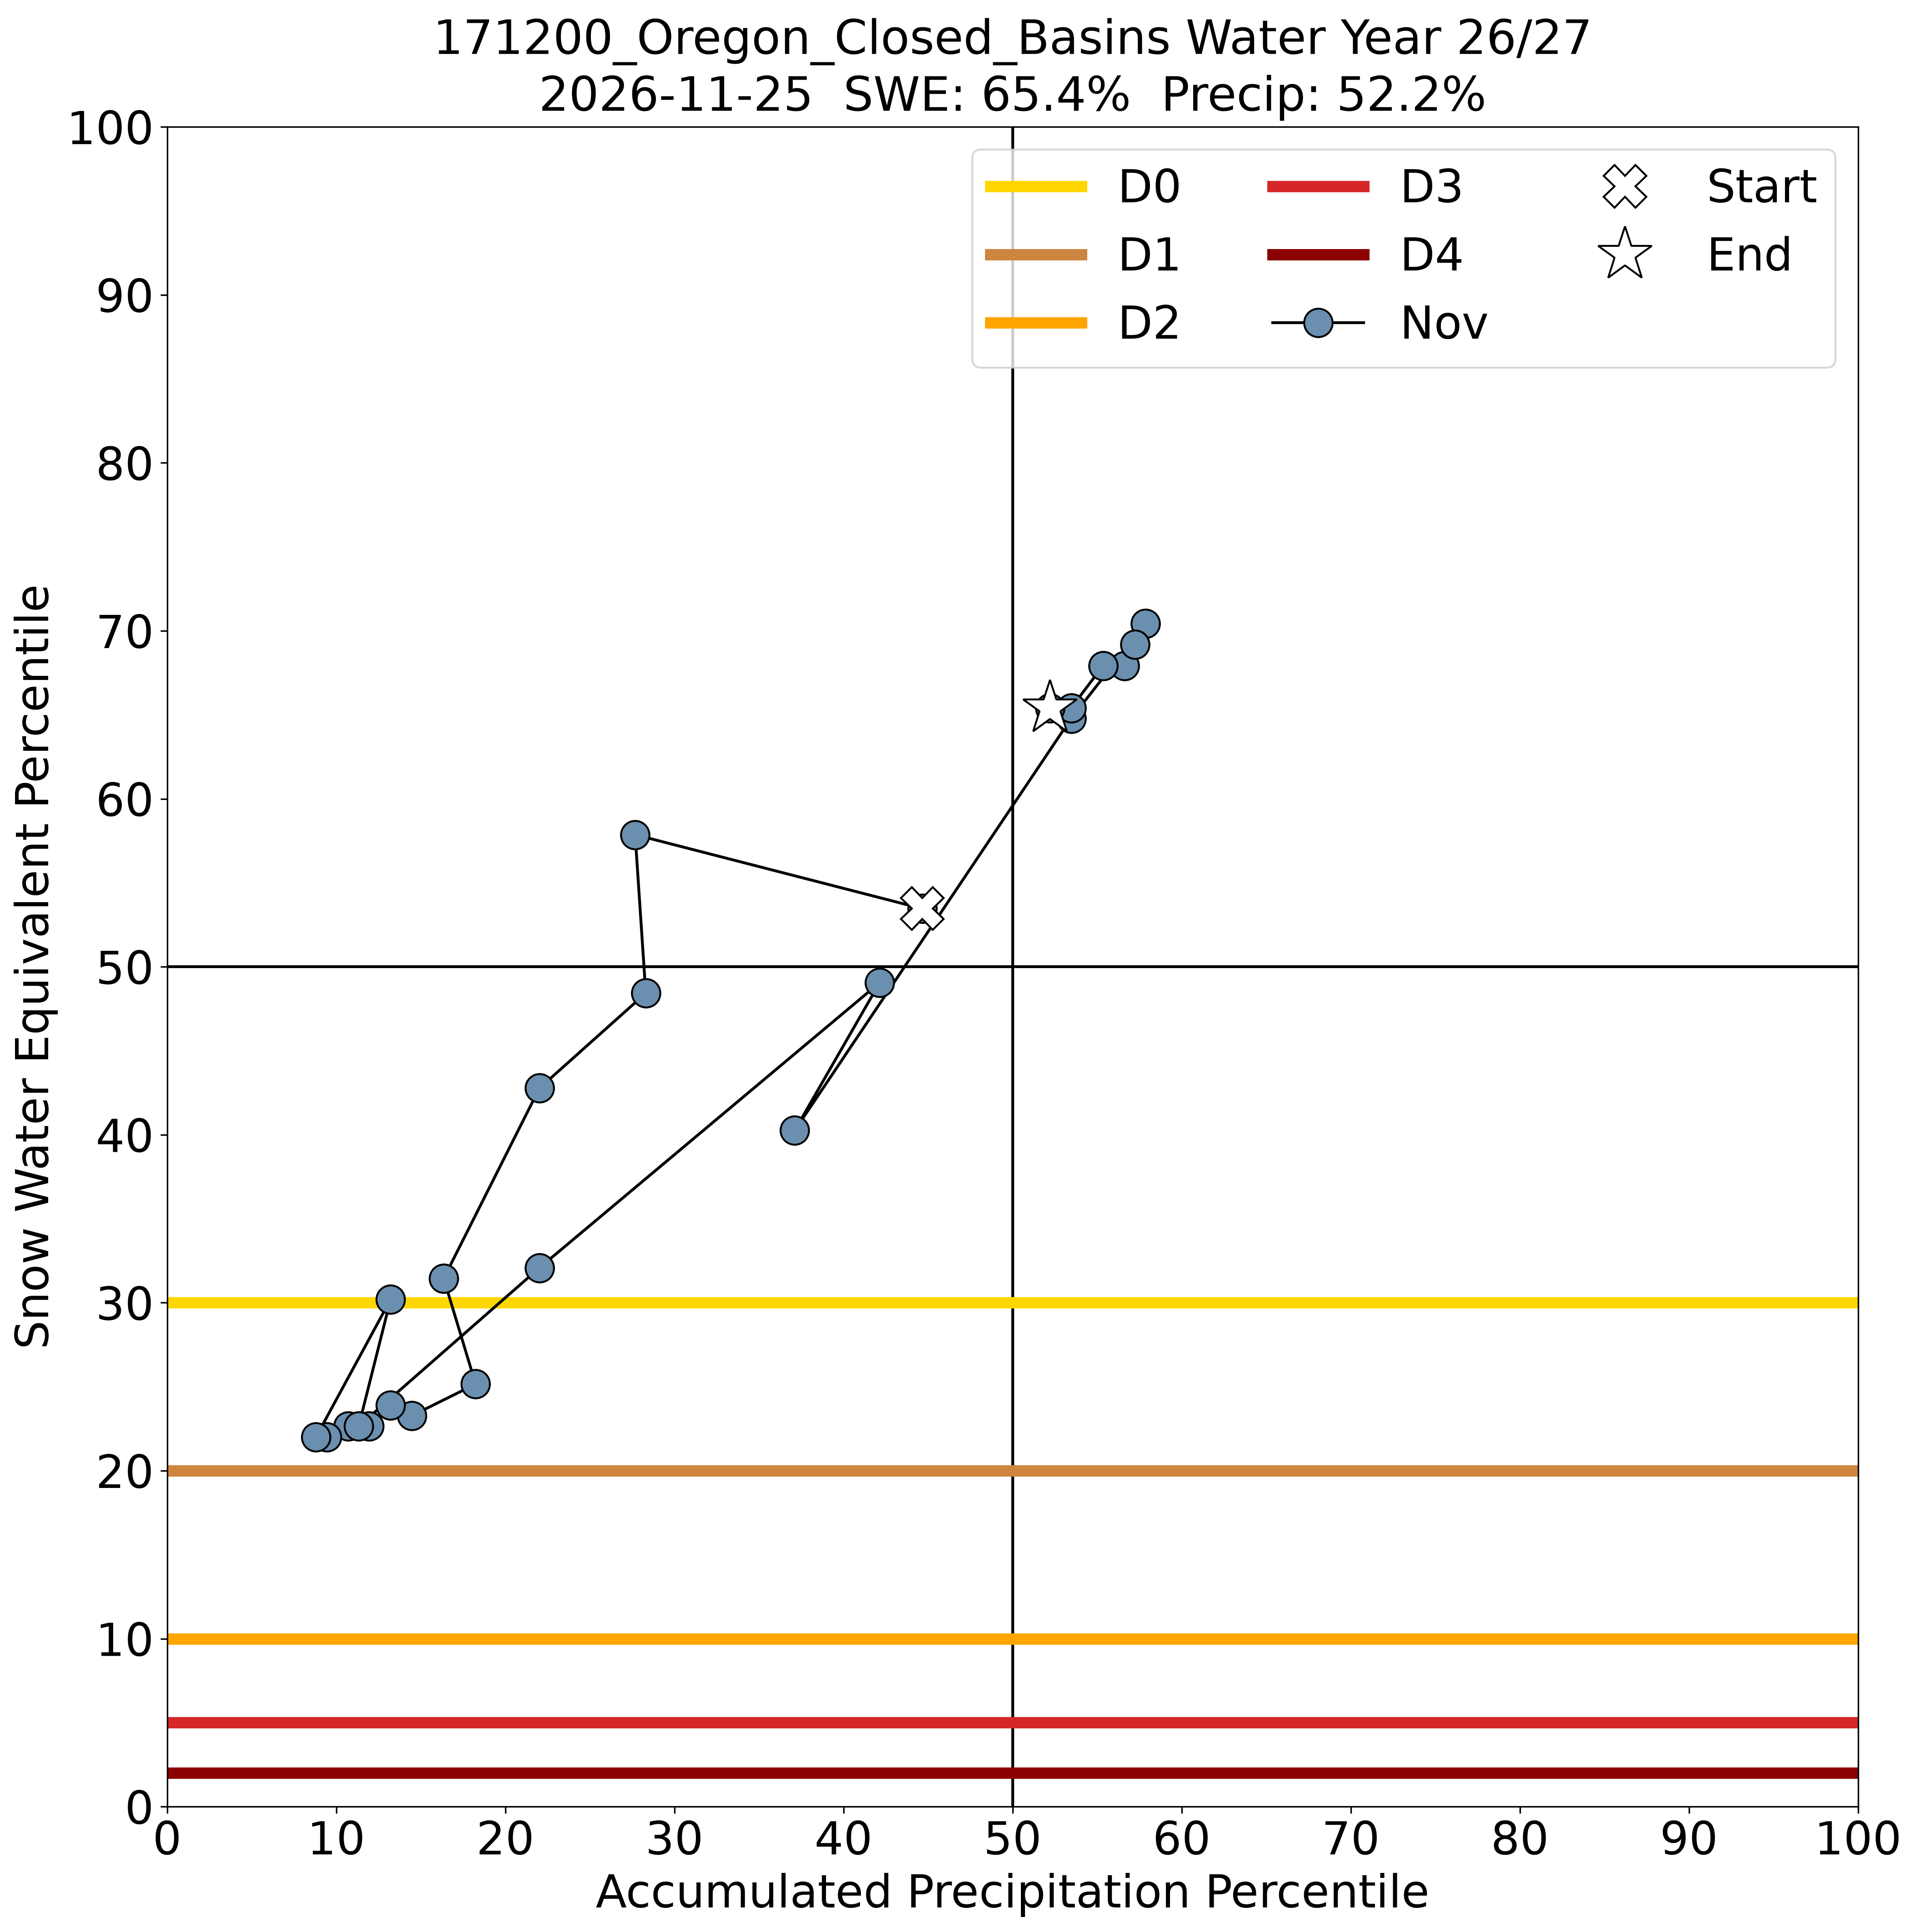 171200_Oregon_Closed_Basins Water Year 26/27
2026-11-25 SWE: 65.4% Precip: 52.2%
D0 D3 Start
D1 D4 End
D2 Nov
100
90
80
70
60
50
40
30
20
10
0
Snow Water Equivalent Percentile
0 10 20 30 40 50 60 70 80 90 100
Accumulated Precipitation Percentile